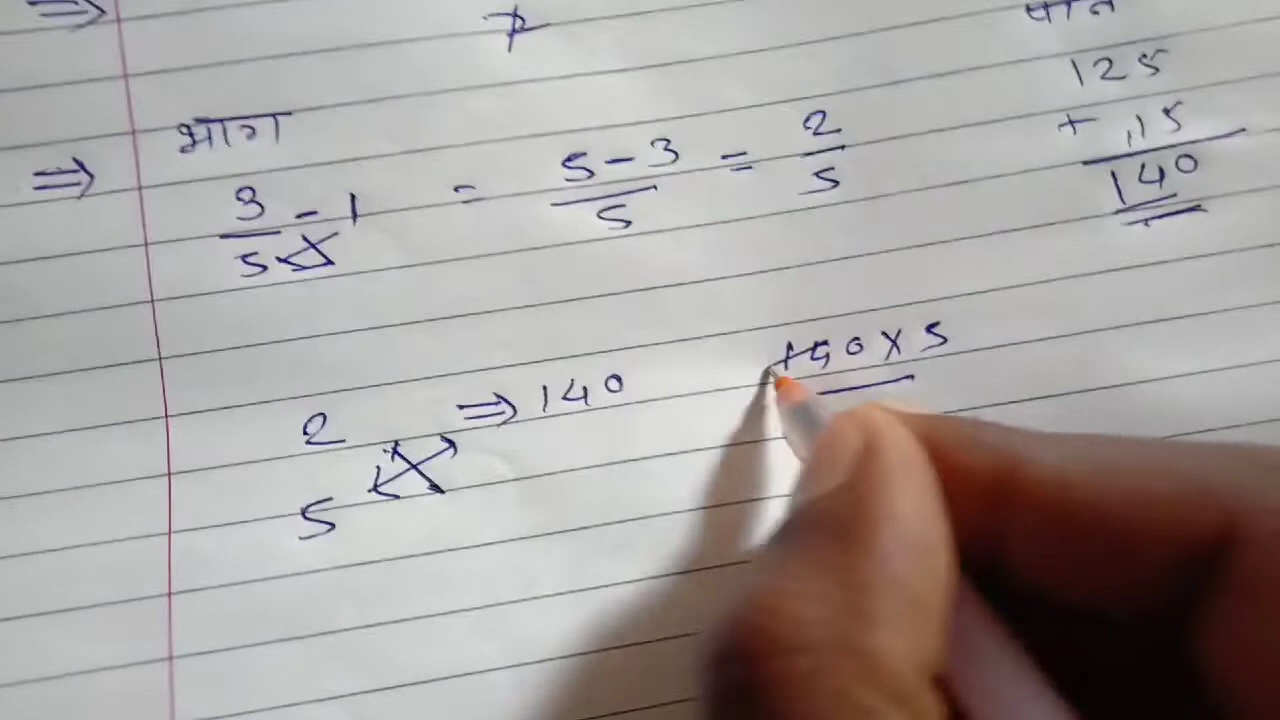 ⇒
मान
125
+ 15
140
भाग
⇒ 3/5 - 1 = 5-3/5 = 2/5
2 ⇒ 140
5
140 x 5